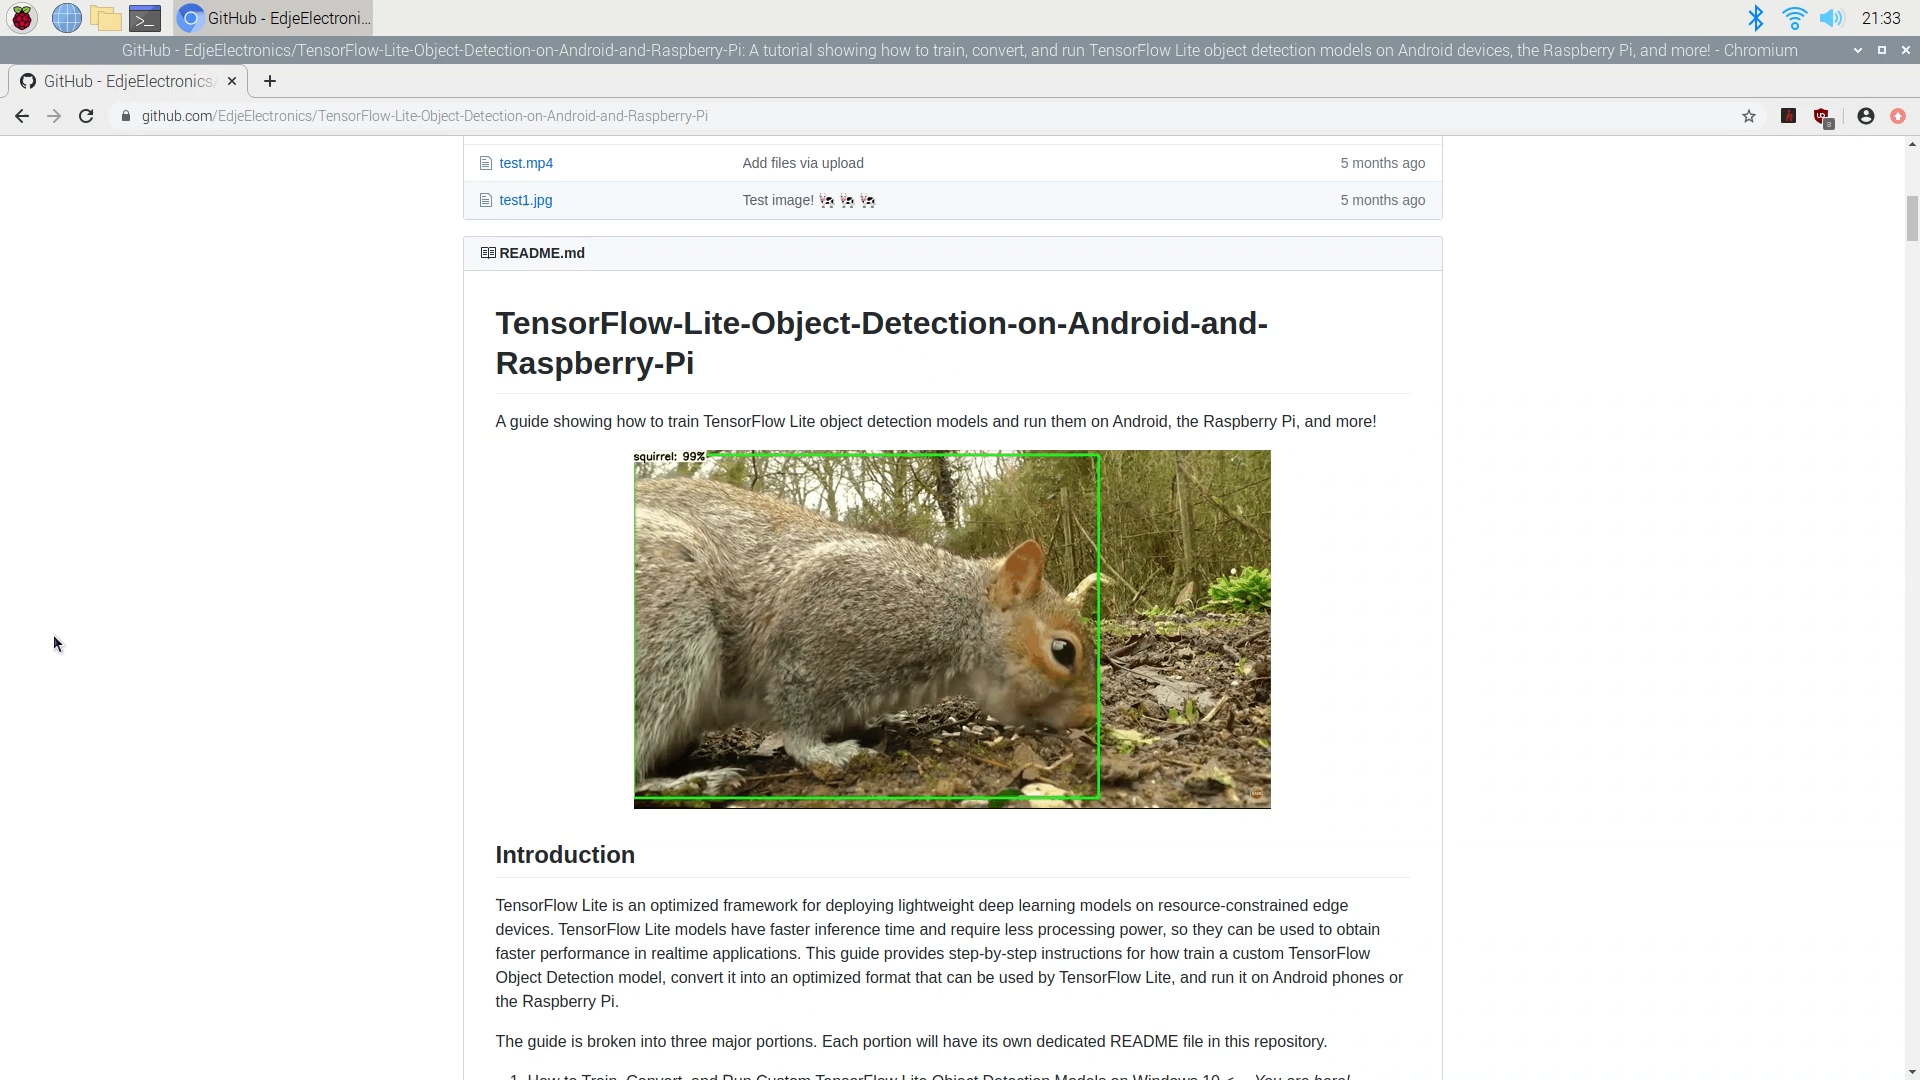 GitHub - EdjeElectroni...
21:33
GitHub - EdjeElectronics/TensorFlow-Lite-Object-Detection-on-Android-and-Raspberry-Pi: A tutorial showing how to train, convert, and run TensorFlow Lite object detection models on Android devices, the Raspberry Pi, and more! - Chromium
GitHub - EdjeElectronics/
github.com/EdjeElectronics/TensorFlow-Lite-Object-Detection-on-Android-and-Raspberry-Pi
test.mp4 Add files via upload 5 months ago
test1.jpg Test image! 🐄 🐄 🐄 5 months ago
README.md
TensorFlow-Lite-Object-Detection-on-Android-and-
Raspberry-Pi
A guide showing how to train TensorFlow Lite object detection models and run them on Android, the Raspberry Pi, and more!
squirrel: 99%
Introduction
TensorFlow Lite is an optimized framework for deploying lightweight deep learning models on resource-constrained edge
devices. TensorFlow Lite models have faster inference time and require less processing power, so they can be used to obtain
faster performance in realtime applications. This guide provides step-by-step instructions for how train a custom TensorFlow
Object Detection model, convert it into an optimized format that can be used by TensorFlow Lite, and run it on Android phones or
the Raspberry Pi.
The guide is broken into three major portions. Each portion will have its own dedicated README file in this repository.
1. How to Train, Convert, and Run Custom TensorFlow Lite Object Detection Models on Windows 10 <-- You are here!